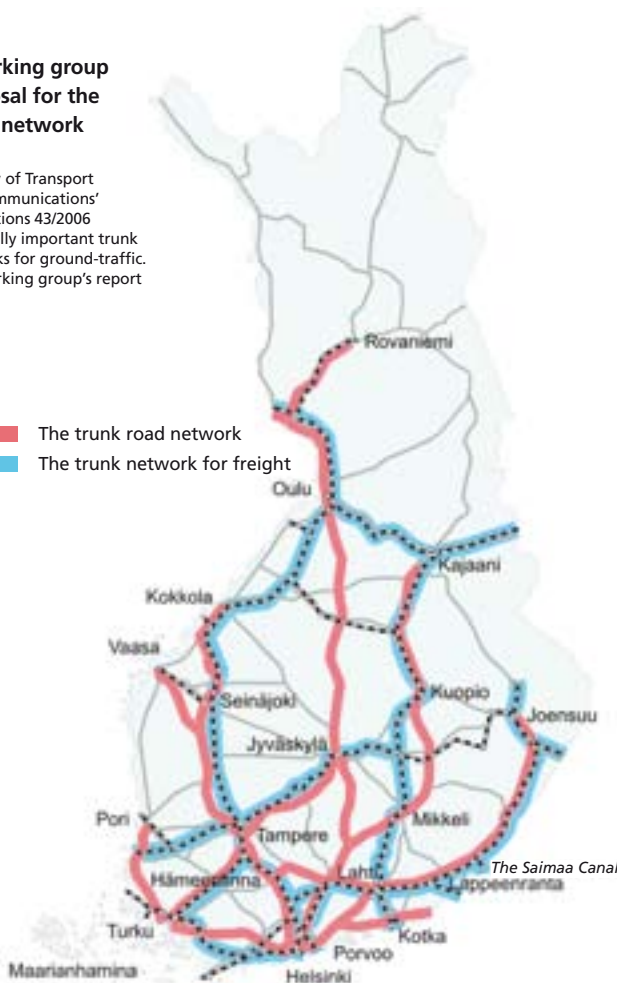 rking group
sal for the
network
of Transport
mmunications'
tions 43/2006
lly important trunk
ks for ground-traffic.
rking group's report
Rovaniemi
The trunk road network
The trunk network for freight
Oulu
Kajaani
Kokkola
Vaasa
Seinäjoki
Kuopio
Joensuu
Jyväskylä
Pori
Tampere
Mikkeli
The Saimaa Canal
Hämeenlinna
Lahti
Lappeenranta
Turku
Kotka
Porvoo
Maarianhamina
Helsinki